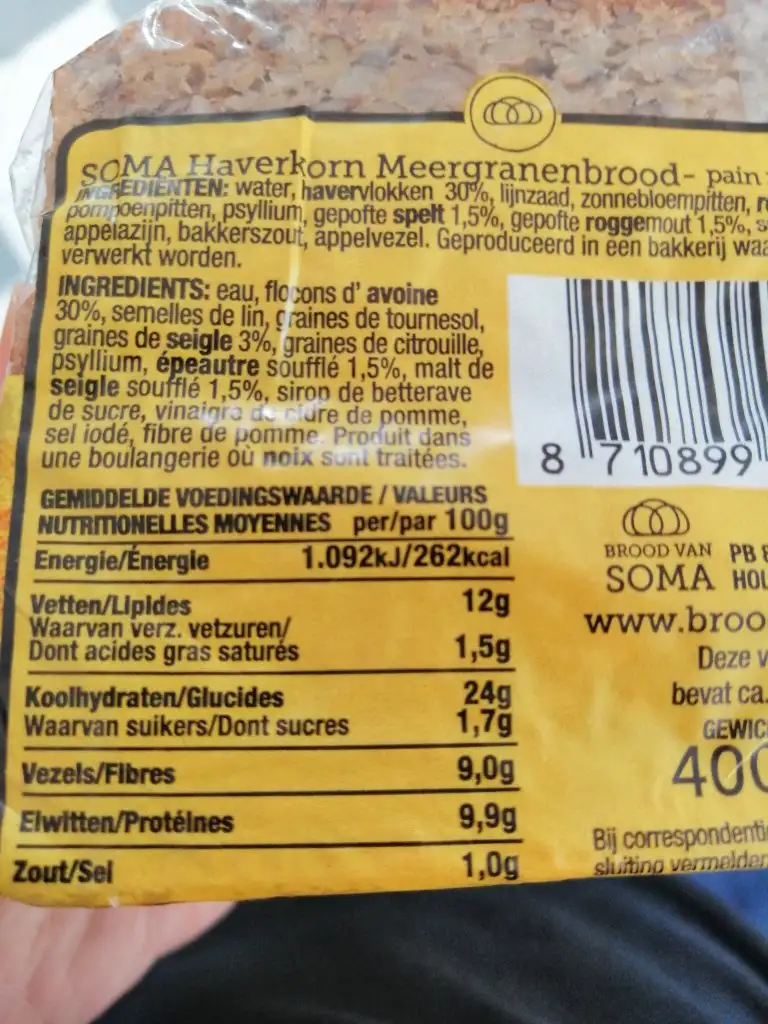 SOMA Haverkorn Meergranenbrood- pain
INGREDIENTEN: water, havervlokken 30%, lijnzaad, zonnebloempitten,
pompoenpitten, psyllium, gepofte spelt 1,5%, gepofte roggemout 1,5%,
appelazijn, bakkerszout, appelvezel. Geproduceerd in een bakkerij
verwerkt worden.
INGREDIENTS: eau, flocons d' avoine
30%, semelles de lin, graines de tournesol,
graines de seigle 3%, graines de citrouille,
psyllium, épeautre soufflé 1,5%, malt de
seigle soufflé 1,5%, sirop de betterave
de sucre, vinaigre de cidre de pomme,
sel iodé, fibre de pomme. Produit dans
une boulangerie où noix sont traitées.
GEMIDDELDE VOEDINGSWAARDE / VALEURS
NUTRITIONELLES MOYENNES per/par 100g
Energie/Énergie 1.092kJ/262kcal
Vetten/Lipides 12g
Waarvan verz. vetzuren/
Dont acides gras saturés 1,5g
Koolhydraten/Glucides 24g
Waarvan suikers/Dont sucres 1,7g
Vezels/Fibres 9,0g
Eiwitten/Protéines 9,9g
Zout/Sel 1,0g
8 710899
BROOD VAN PB
SOMA
www.broo
Deze
bevat ca.
400
Bij
sluiting